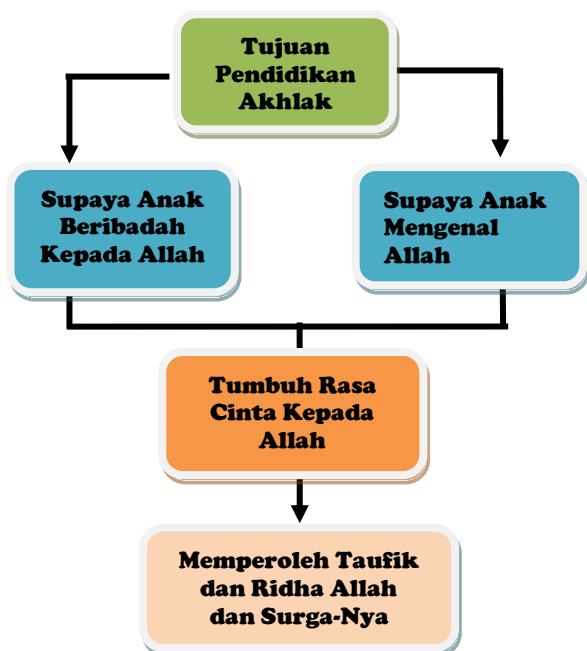 Tujuan
Pendidikan
Akhlak
Supaya Anak
Beribadah
Kepada Allah
Supaya Anak
Mengenal
Allah
Tumbuh Rasa
Cinta Kepada
Allah
Memperoleh Taufik
dan Ridha Allah
dan Surga-Nya